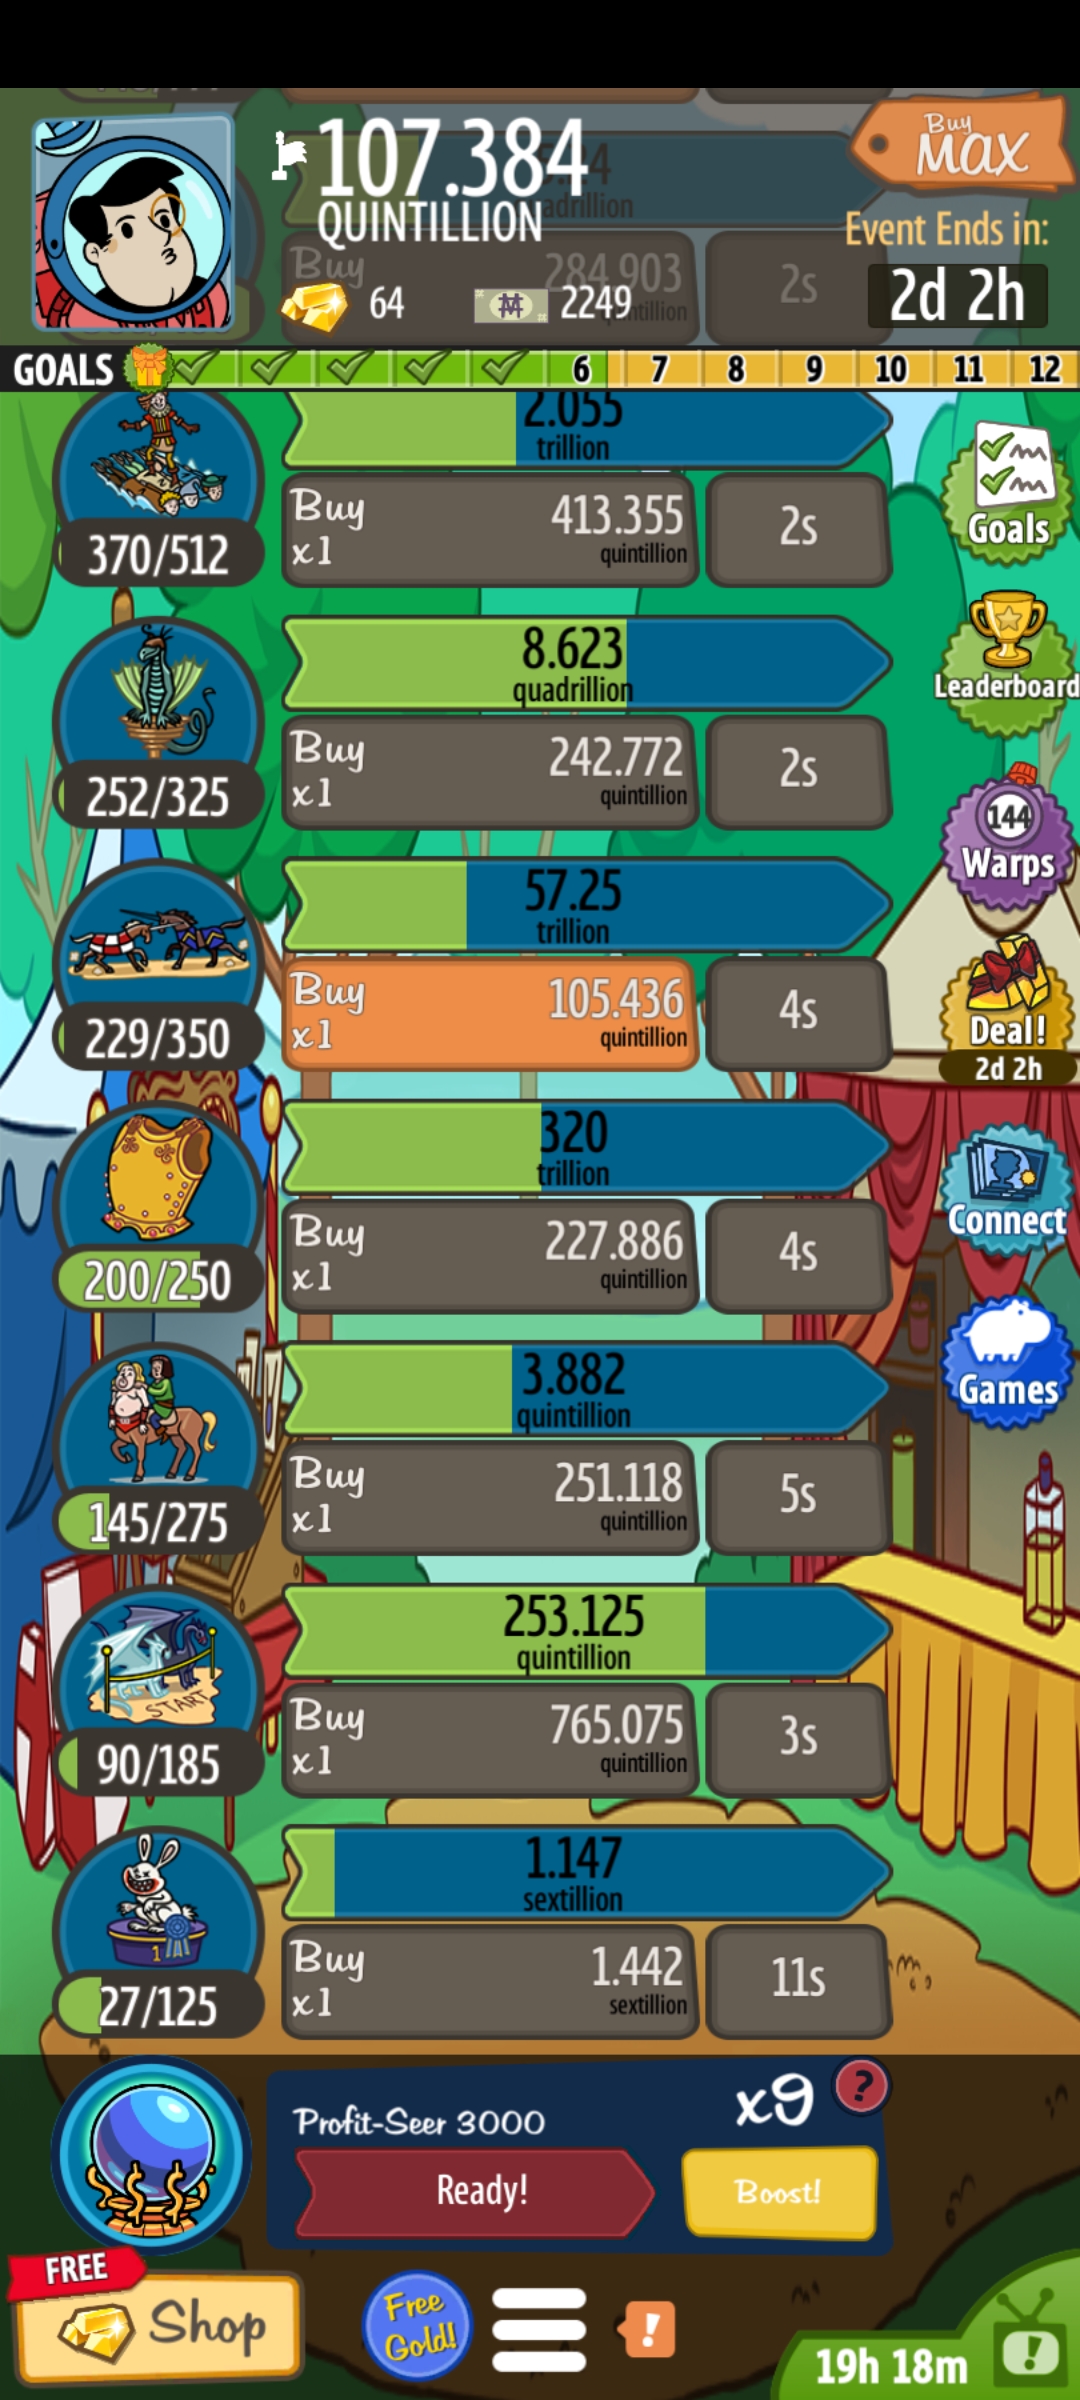 107.384
QUINTILLION
Buy
MAX
Event Ends in:
2d 2h
64
2249
Buy
284.903
2s
GOALS
6
7
8
9
10
11
12
2.055
trillion
370/512
Buy
x1
413.355
quintillion
2s
Goals
8.623
quadrillion
252/325
Buy
x1
242.772
quintillion
2s
Leaderboard
144
Warps
57.25
trillion
229/350
Buy
x1
105.436
quintillion
4s
Deal!
2d 2h
320
trillion
200/250
Buy
x1
227.886
quintillion
4s
Connect
3.882
quintillion
145/275
Buy
x1
251.118
quintillion
5s
Games
253.125
quintillion
START
90/185
Buy
x1
765.075
quintillion
3s
1.147
sextillion
1
27/125
Buy
x1
1.442
sextillion
11s
Profit-Seer 3000
x9
?
Ready!
Boost!
FREE
Shop
Free
Gold!
!
19h 18m
!